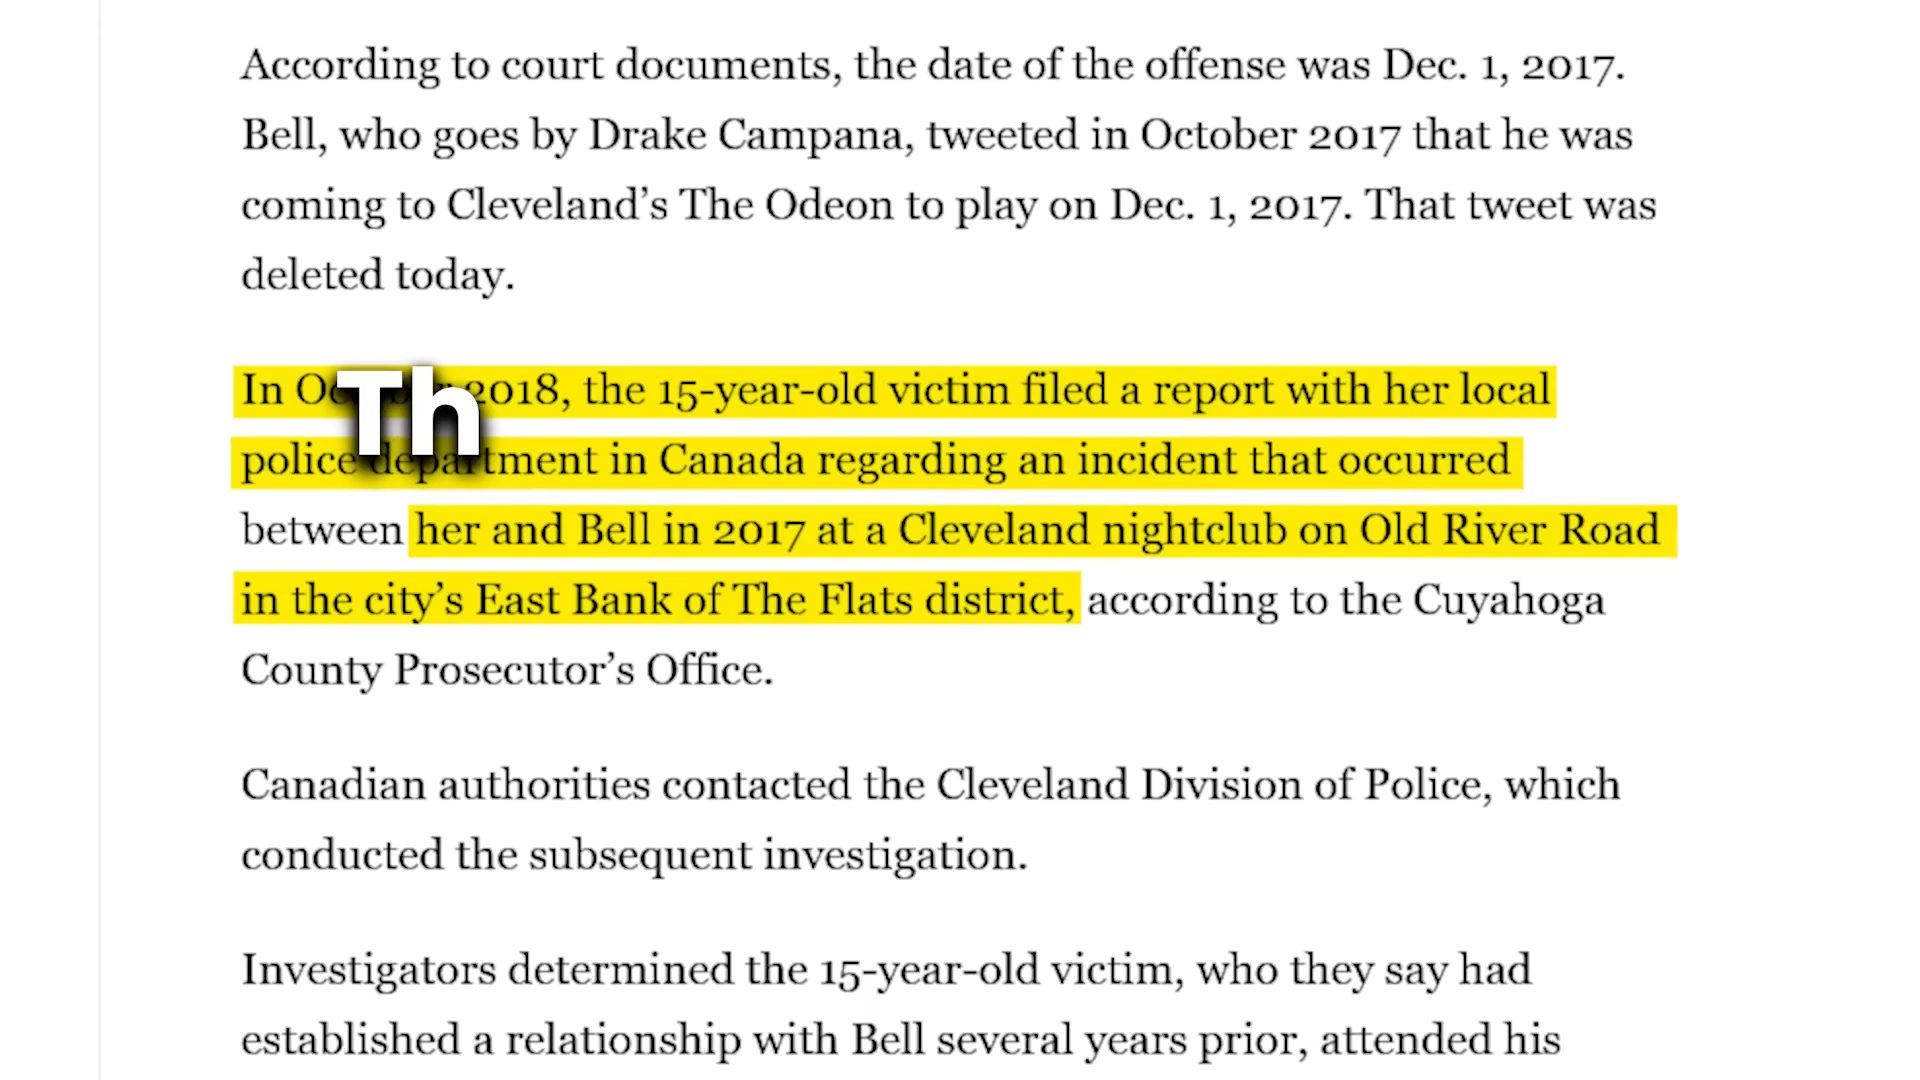 According to court documents, the date of the offense was Dec. 1, 2017.
Bell, who goes by Drake Campana, tweeted in October 2017 that he was
coming to Cleveland’s The Odeon to play on Dec. 1, 2017. That tweet was
deleted today.
In 2018, the 15-year-old victim filed a report with her local
Th
police department in Canada regarding an incident that occurred
between her and Bell in 2017 at a Cleveland nightclub on Old River Road
in the city’s East Bank of The Flats district, according to the Cuyahoga
County Prosecutor’s Office.
Canadian authorities contacted the Cleveland Division of Police, which
conducted the subsequent investigation.
Investigators determined the 15-year-old victim, who they say had
established a relationship with Bell several years prior, attended his